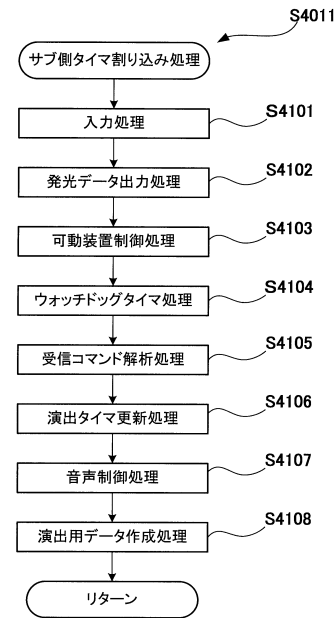 S4011
サブ側タイマ割り込み処理
入力処理
S4101
発光データ出力処理
S4102
可動装置制御処理
S4103
ウォッチドッグタイマ処理
S4104
受信コマンド解析処理
S4105
演出タイマ更新処理
S4106
音声制御処理
S4107
演出用データ作成処理
S4108
リターン